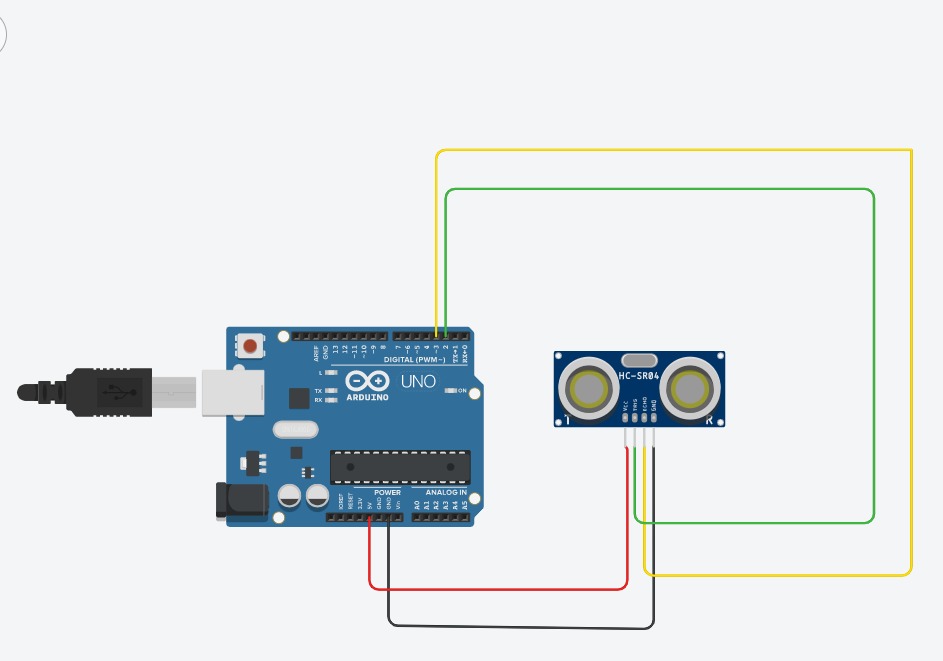 AREF
GND
13
12
~11
~10
~9
8
7
~6
~5
4
~3
2
TX→1
RX←0
DIGITAL (PWM~)
L
TX
RX
UNO
ARDUINO
ON
HC-SR04
VCC
TRIG
ECHO
GND
T
R
POWER
ANALOG IN
IOREF
RESET
3.3V
5V
GND
GND
Vin
A0
A1
A2
A3
A4
A5